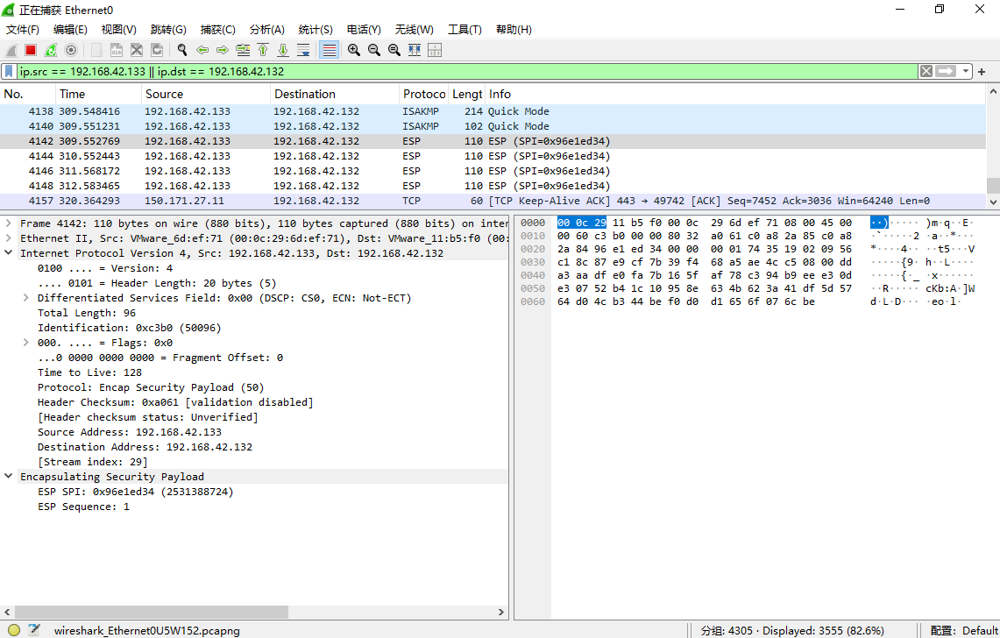 正在捕获 Ethernet0
文件(F) 编辑(E) 视图(V) 跳转(G) 捕获(C) 分析(A) 统计(S) 电话(Y) 无线(W) 工具(T) 帮助(H)
ip.src == 192.168.42.133 || ip.dst == 192.168.42.132
No. Time Source Destination Protoco Lengt Info
4138 309.548416 192.168.42.133 192.168.42.132 ISAKMP 214 Quick Mode
4140 309.551231 192.168.42.133 192.168.42.132 ISAKMP 102 Quick Mode
4142 309.552769 192.168.42.133 192.168.42.132 ESP 110 ESP (SPI=0x96e1ed34)
4144 310.552443 192.168.42.133 192.168.42.132 ESP 110 ESP (SPI=0x96e1ed34)
4146 311.568172 192.168.42.133 192.168.42.132 ESP 110 ESP (SPI=0x96e1ed34)
4148 312.583465 192.168.42.133 192.168.42.132 ESP 110 ESP (SPI=0x96e1ed34)
4157 320.364293 150.171.27.11 192.168.42.132 TCP 60 [TCP Keep-Alive ACK] 443 → 49742 [ACK] Seq=7452 Ack=3036 Win=64240 Len=0
Frame 4142: 110 bytes on wire (880 bits), 110 bytes captured (880 bits) on inter
Ethernet II, Src: VMware_6d:ef:71 (00:0c:29:6d:ef:71), Dst: VMware_11:b5:f0 (00:
Internet Protocol Version 4, Src: 192.168.42.133, Dst: 192.168.42.132
0100 .... = Version: 4
.... 0101 = Header Length: 20 bytes (5)
Differentiated Services Field: 0x00 (DSCP: CS0, ECN: Not-ECT)
Total Length: 96
Identification: 0xc3b0 (50096)
000. .... = Flags: 0x0
...0 0000 0000 0000 = Fragment Offset: 0
Time to Live: 128
Protocol: Encap Security Payload (50)
Header Checksum: 0xa061 [validation disabled]
[Header checksum status: Unverified]
Source Address: 192.168.42.133
Destination Address: 192.168.42.132
[Stream index: 29]
Encapsulating Security Payload
ESP SPI: 0x96e1ed34 (2531388724)
ESP Sequence: 1
0000 00 0c 29 11 b5 f0 00 0c 29 6d ef 71 08 00 45 00 ··)····· )m·q··E·
0010 00 60 c3 b0 00 00 80 32 a0 61 c0 a8 2a 85 c0 a8 ·`·····2 ·a··*···
0020 2a 84 96 e1 ed 34 00 00 00 01 74 35 19 02 09 56 *····4·· ··t5···V
0030 c1 8c 87 e9 cf 7b 39 f4 68 a5 ae 4c c5 08 00 dd ·····{9· h··L····
0040 a3 aa df e0 fa 7b 16 5f af 78 c3 94 b9 ee e3 0d ·····{·_ ·x······
0050 e3 07 52 b4 1c 10 95 8e 63 4b 62 3a 41 df 5d 57 ··R····· cKb:A·]W
0060 64 d0 4c b3 44 be f0 d0 d1 65 6f 07 6c be d·L·D··· ·eo·l·
wireshark_Ethernet0U5W152.pcapng
分组: 4305 · Displayed: 3555 (82.6%)
配置: Default